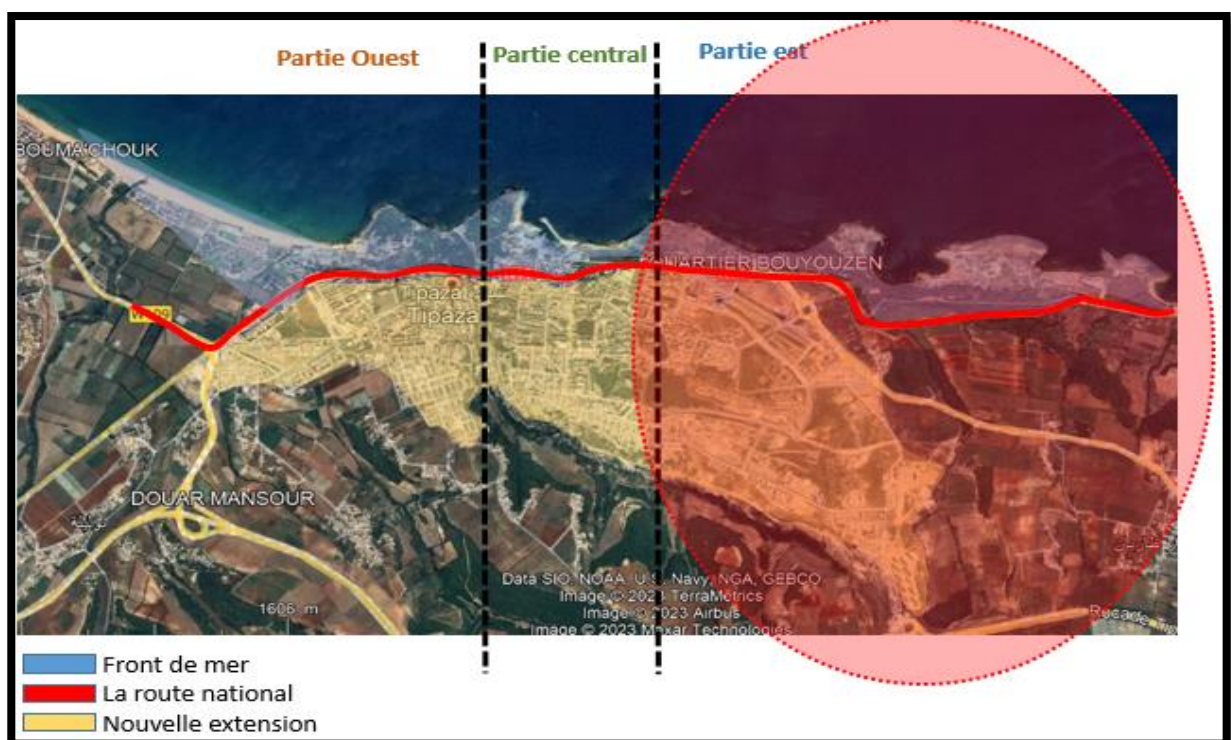 Partie Ouest
Partie central
Partie est
BOUMAICHOUK
QUARTIER BOUYOUZEN
Tipaza
Tipaza
DOUAR MANSOUR
Data SIO, NOAA, U.S. Navy, NGA, GEBCO
Image © 2023 TerraMetrics
Image © 2023 Airbus
Image © 2023 Maxar Technologies
1606 m
Front de mer
La route national
Nouvelle extension